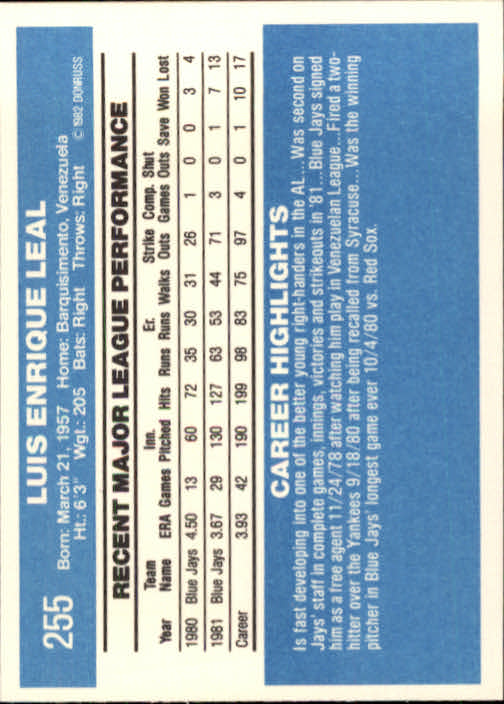 255
LUIS ENRIQUE LEAL
Born: March 21, 1957 Home: Barquisimento, Venezuela
Ht.: 6'3" Wgt.: 205 Bats: Right Throws: Right © 1982 DONRUSS
RECENT MAJOR LEAGUE PERFORMANCE
Team Inn. Er. Strike Comp. Shut
Year Name ERA Games Pitched Hits Runs Runs Walks Outs Games Outs Save Won Lost
1980 Blue Jays 4.50 13 60 72 35 30 31 26 1 0 0 3 4
1981 Blue Jays 3.67 29 130 127 63 53 44 71 3 0 1 7 13
Career 3.93 42 190 199 98 83 75 97 4 0 1 10 17
CAREER HIGHLIGHTS
Is fast developing into one of the better young right-handers in the AL...Was second on
Jays' staff in complete games, innings, victories and strikeouts in '81...Blue Jays signed
him as a free agent 11/24/78 after watching him play in Venezuelan League...Fired a two-
hitter over the Yankees 9/18/80 after being recalled from Syracuse...Was the winning
pitcher in Blue Jays' longest game ever 10/4/80 vs. Red Sox.